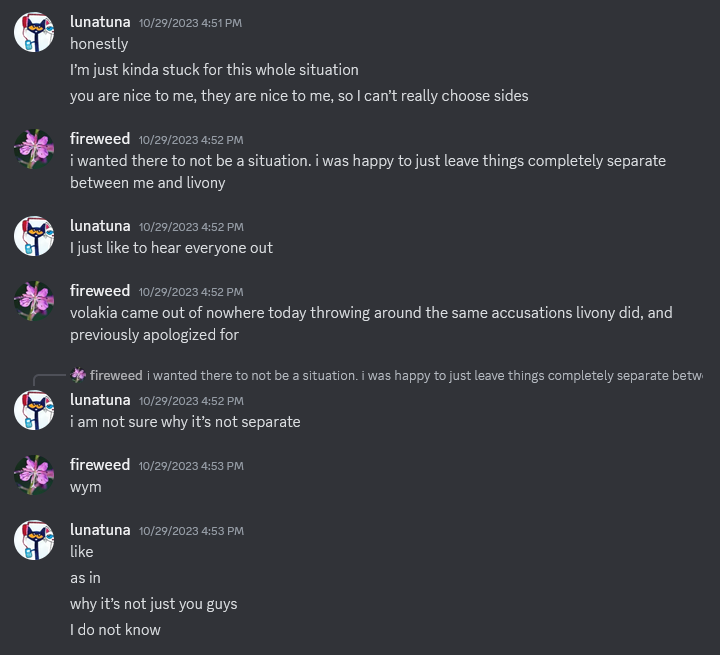 lunatuna 10/29/2023 4:51 PM
honestly
I'm just kinda stuck for this whole situation
you are nice to me, they are nice to me, so I can't really choose sides
fireweed 10/29/2023 4:52 PM
i wanted there to not be a situation. i was happy to just leave things completely separate
between me and livony
lunatuna 10/29/2023 4:52 PM
I just like to hear everyone out
fireweed 10/29/2023 4:52 PM
volakia came out of nowhere today throwing around the same accusations livony did, and
previously apologized for
fireweed i wanted there to not be a situation. i was happy to just leave things completely separate betw
lunatuna 10/29/2023 4:52 PM
i am not sure why it's not separate
fireweed 10/29/2023 4:53 PM
wym
lunatuna 10/29/2023 4:53 PM
like
as in
why it's not just you guys
I do not know